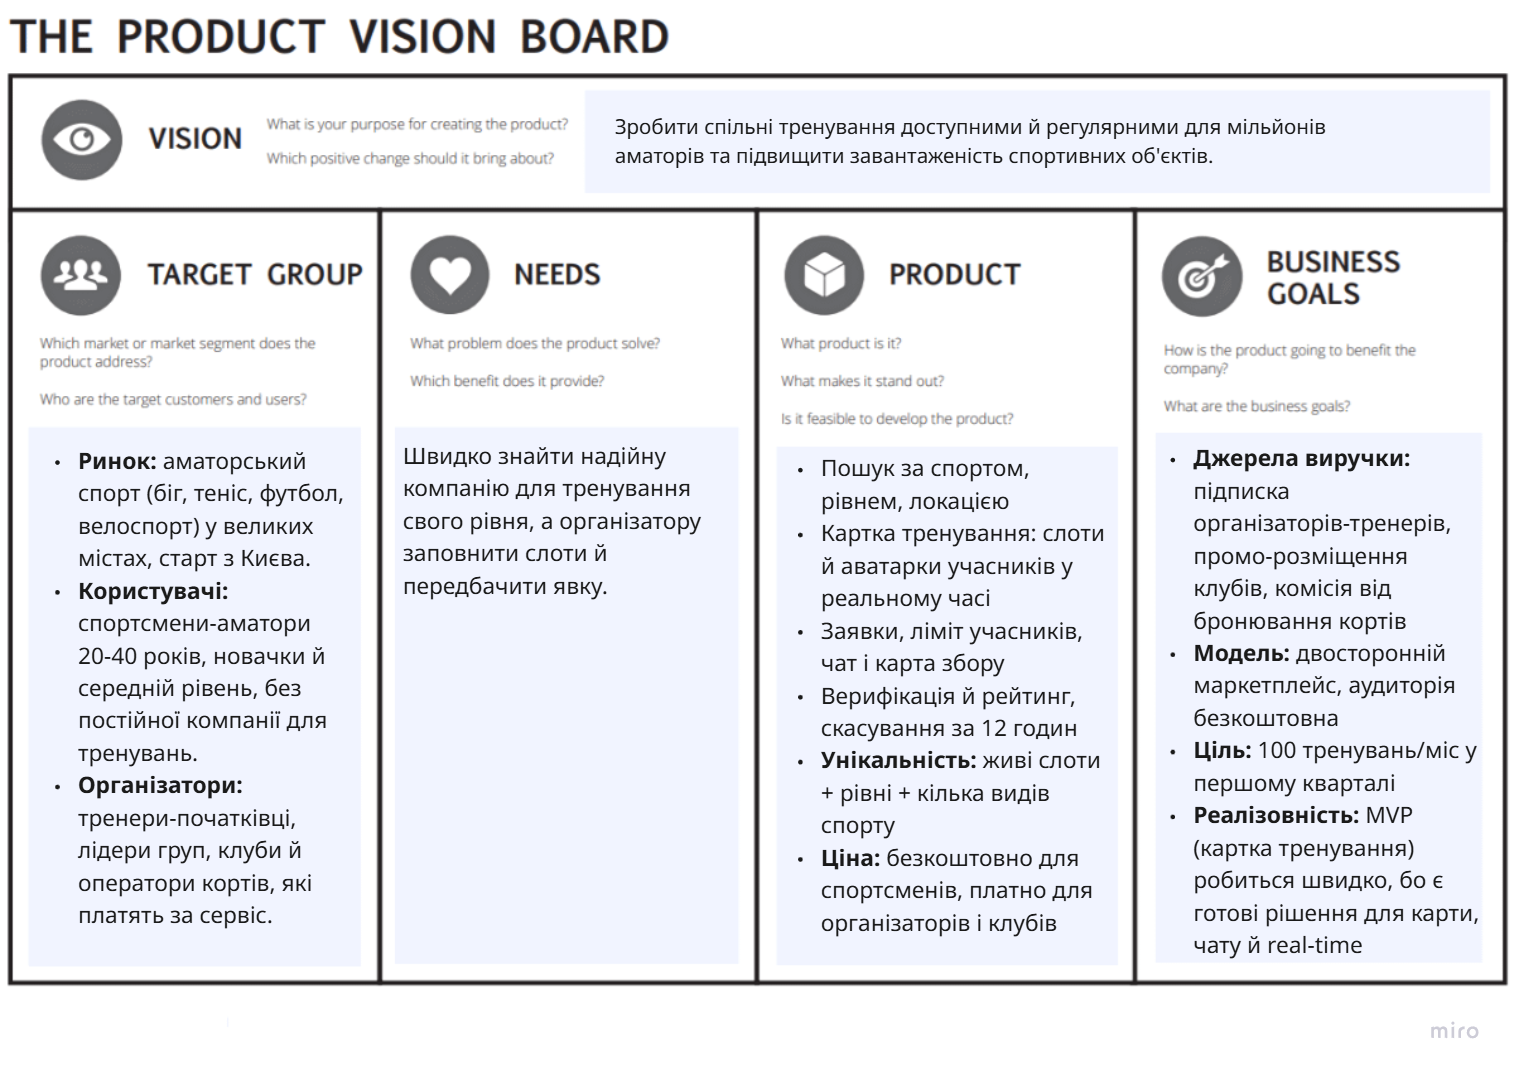 THE PRODUCT VISION BOARD
VISION
What is your purpose for creating the product?
Which positive change should it bring about?
Зробити спільні тренування доступними й регулярними для мільйонів
аматорів та підвищити завантаженість спортивних об'єктів.
TARGET GROUP
Which market or market segment does the
product address?
Who are the target customers and users?
• Ринок: аматорський
спорт (біг, теніс, футбол,
велоспорт) у великих
містах, старт з Києва.
• Користувачі:
спортсмени-аматори
20-40 років, новачки й
середній рівень, без
постійної компанії для
тренувань.
• Організатори:
тренери-початківці,
лідери груп, клуби й
оператори кортів, які
платять за сервіс.
NEEDS
What problem does the product solve?
Which benefit does it provide?
Швидко знайти надійну
компанію для тренування
свого рівня, а організатору
заповнити слоти й
передбачити явку.
PRODUCT
What product is it?
What makes it stand out?
Is it feasible to develop the product?
• Пошук за спортом,
рівнем, локацією
• Картка тренування: слоти
й аватарки учасників у
реальному часі
• Заявки, ліміт учасників,
чат і карта збору
• Верифікація й рейтинг,
скасування за 12 годин
• Унікальність: живі слоти
+ рівні + кілька видів
спорту
• Ціна: безкоштовно для
спортсменів, платно для
організаторів і клубів
BUSINESS
GOALS
How is the product going to benefit the
company?
What are the business goals?
• Джерела виручки:
підписка
організаторів-тренерів,
промо-розміщення
клубів, комісія від
бронювання кортів
• Модель: двосторонній
маркетплейс, аудиторія
безкоштовна
• Ціль: 100 тренувань/міс у
першому кварталі
• Реалізовність: MVP
(картка тренування)
робиться швидко, бо є
готові рішення для карти,
чату й real-time
miro